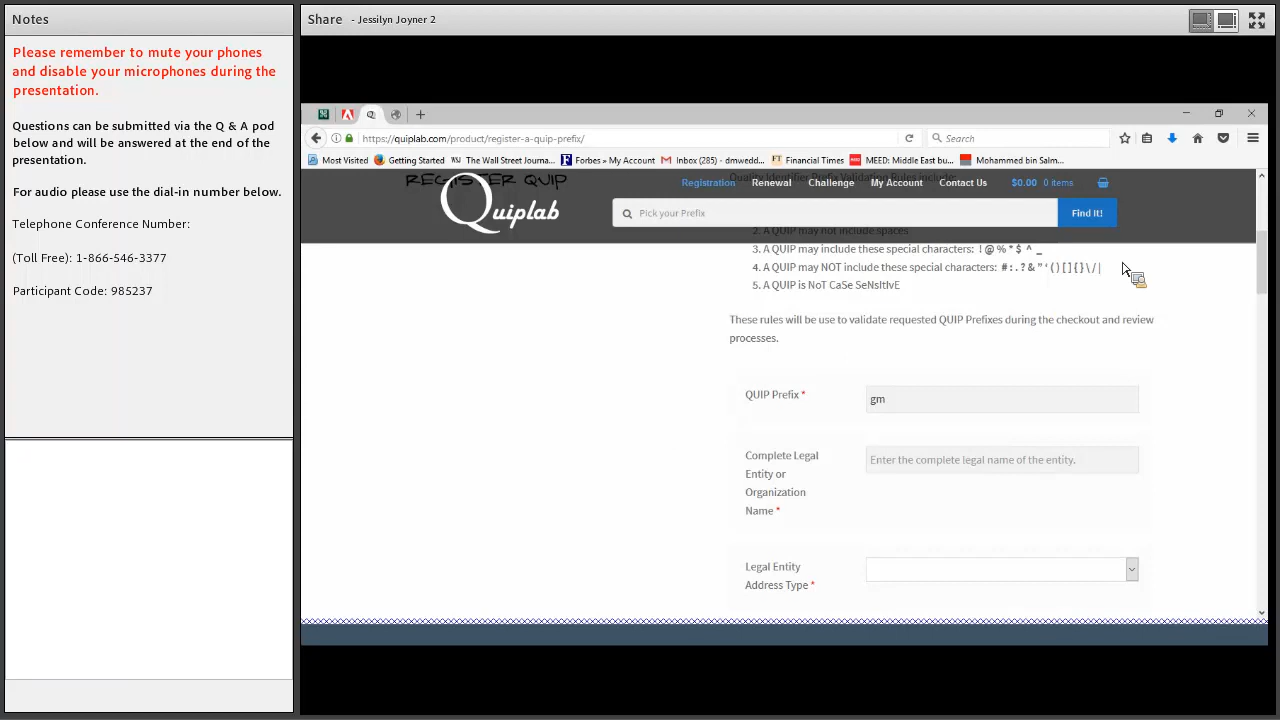 Notes
Please remember to mute your phones
and disable your microphones during the
presentation.
Questions can be submitted via the Q & A pod
below and will be answered at the end of the
presentation.
For audio please use the dial-in number below.
Telephone Conference Number:
(Toll Free): 1-866-546-3377
Participant Code: 985237
Share - Jessilyn Joyner 2
https://quiplab.com/product/register-a-quip-prefix/
Search
Most Visited Getting Started The Wall Street Journa... Forbes » My Account Inbox (285) - dmwedd... Financial Times MEED: Middle East bu... Mohammed bin Salm...
REGISTER QUIP
Quality Identifier Prefix Validating Rules include:
Quiplab
Registration Renewal Challenge My Account Contact Us $0.00 0 items
Pick your Prefix Find It!
2. A QUIP may not include spaces
3. A QUIP may include these special characters: ! @ % * $ ^ _
4. A QUIP may NOT include these special characters: # : . ? & " ' ( ) [ ] { } \ / |
5. A QUIP is NoT CaSe SeNsItIvE
These rules will be use to validate requested QUIP Prefixes during the checkout and review
processes.
QUIP Prefix * gm
Complete Legal
Entity or
Organization
Name *
Enter the complete legal name of the entity.
Legal Entity
Address Type *